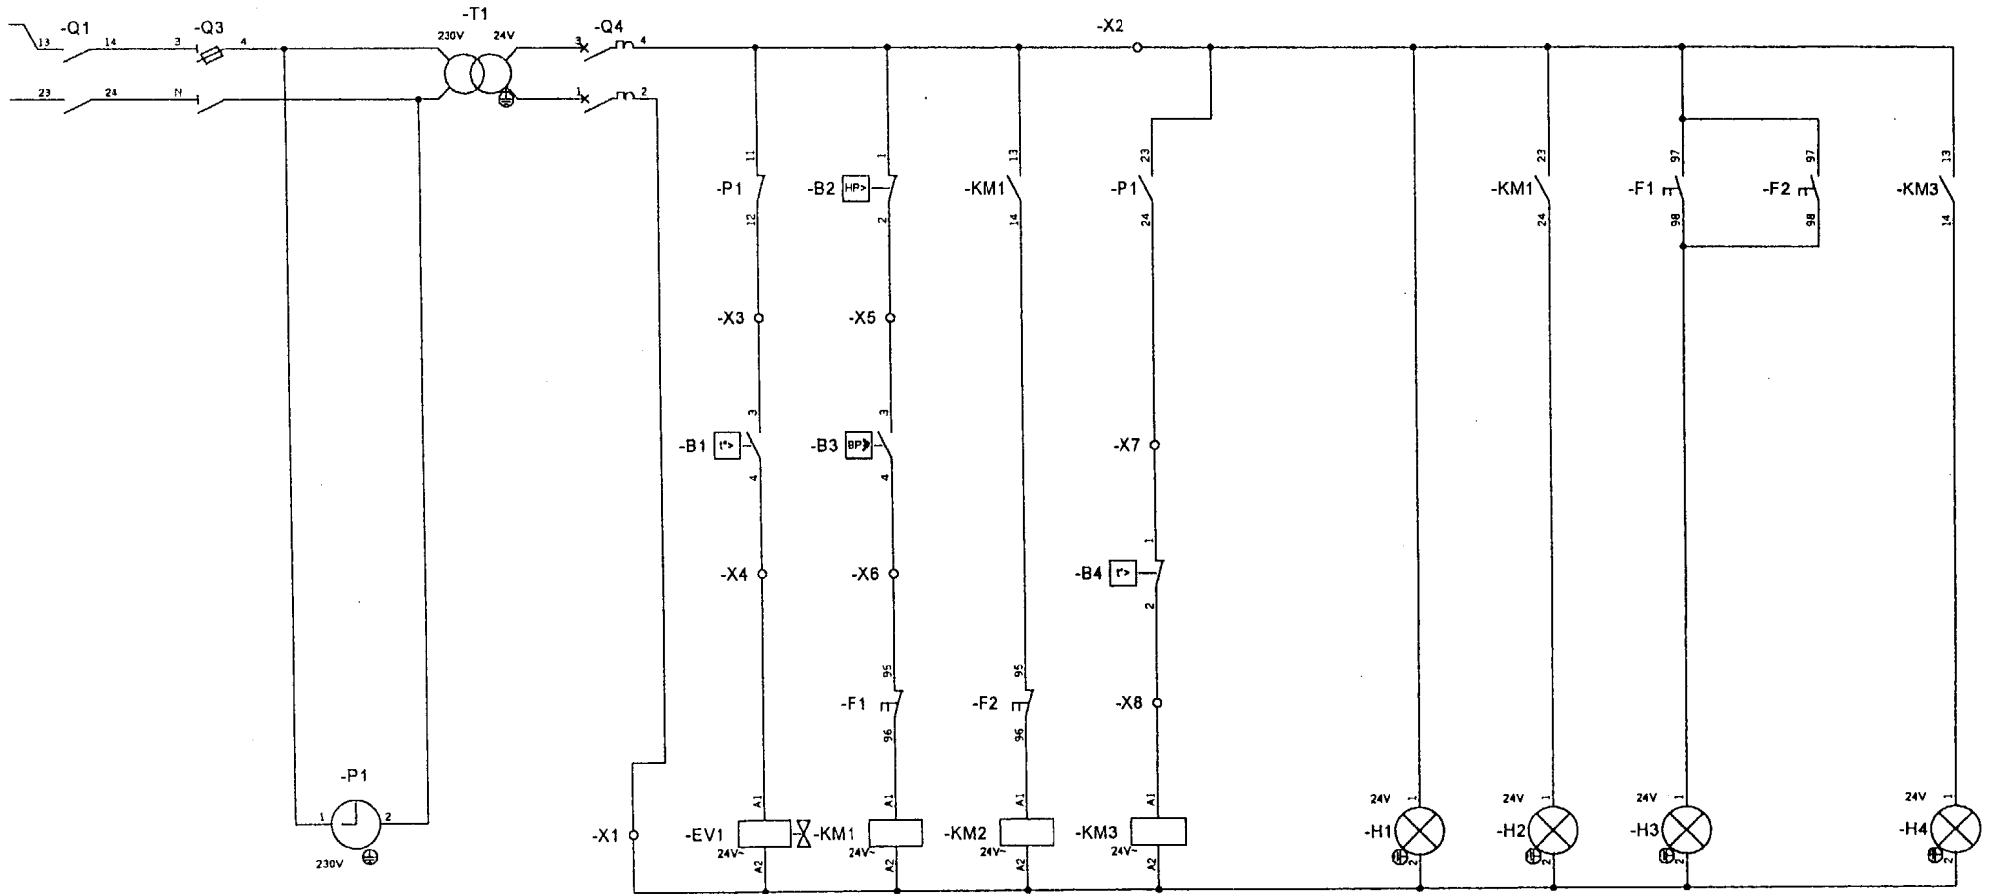 -T1
-Q1 -Q3 230V 24V -Q4 -X2
13 14 3 4 3 4
23 24 N 1 2
11 1 13 23 23 97 97 13
-P1 -B2 HP> -KM1 -P1 -KM1 -F1 -F2 -KM3
12 2 14 24 24 98 98 14
-X3 -X5
3 3
-B1 t°> -B3 BP> -X7
4 4
1
-X4 -X6 -B4
2
95 95
-F1 -F2 -X8
96 96
-P1
A1 A1 A1 A1 24V 1 24V 1 24V 1 24V 1
1 2
-X1 -EV1 -KM1 -KM2 -KM3 -H1 -H2 -H3 -H4
24V~ 24V~ 24V~ 24V~
230V A2 A2 A2 A2 2 2 2 2